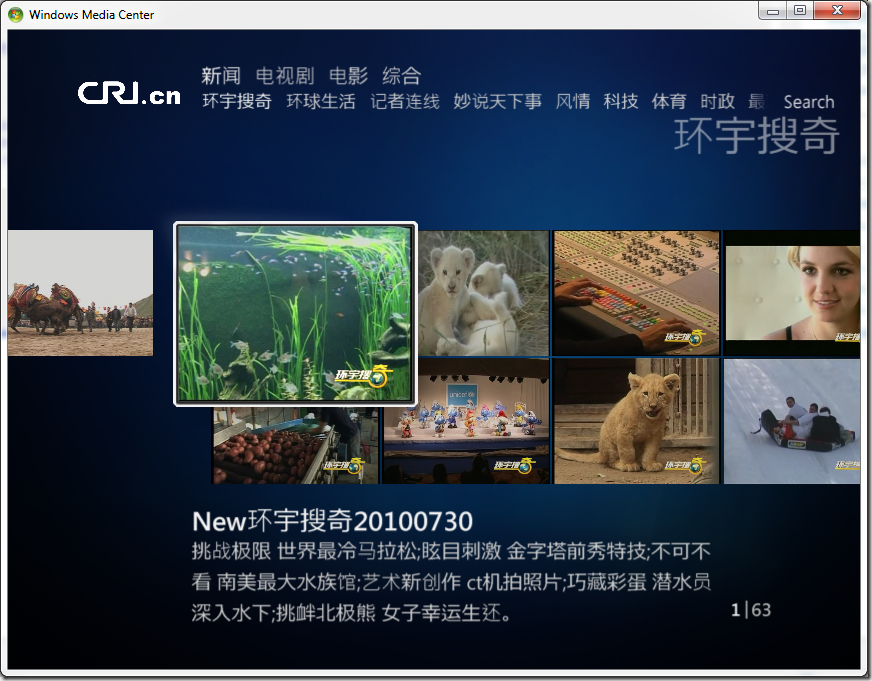 Windows Media Center
CRI.cn
新闻 电视剧 电影 综合
环宇搜奇 环球生活 记者连线 妙说天下事 风情 科技 体育 时政 最 Search
环宇搜奇
环宇搜奇
环宇搜奇
环宇搜
环宇搜奇
环宇搜奇
环宇搜奇
环宇搜
New环宇搜奇20100730
挑战极限 世界最冷马拉松;眩目刺激 金字塔前秀特技;不可不
看 南美最大水族馆;艺术新创作 ct机拍照片;巧藏彩蛋 潜水员
深入水下;挑衅北极熊 女子幸运生还。
1|63